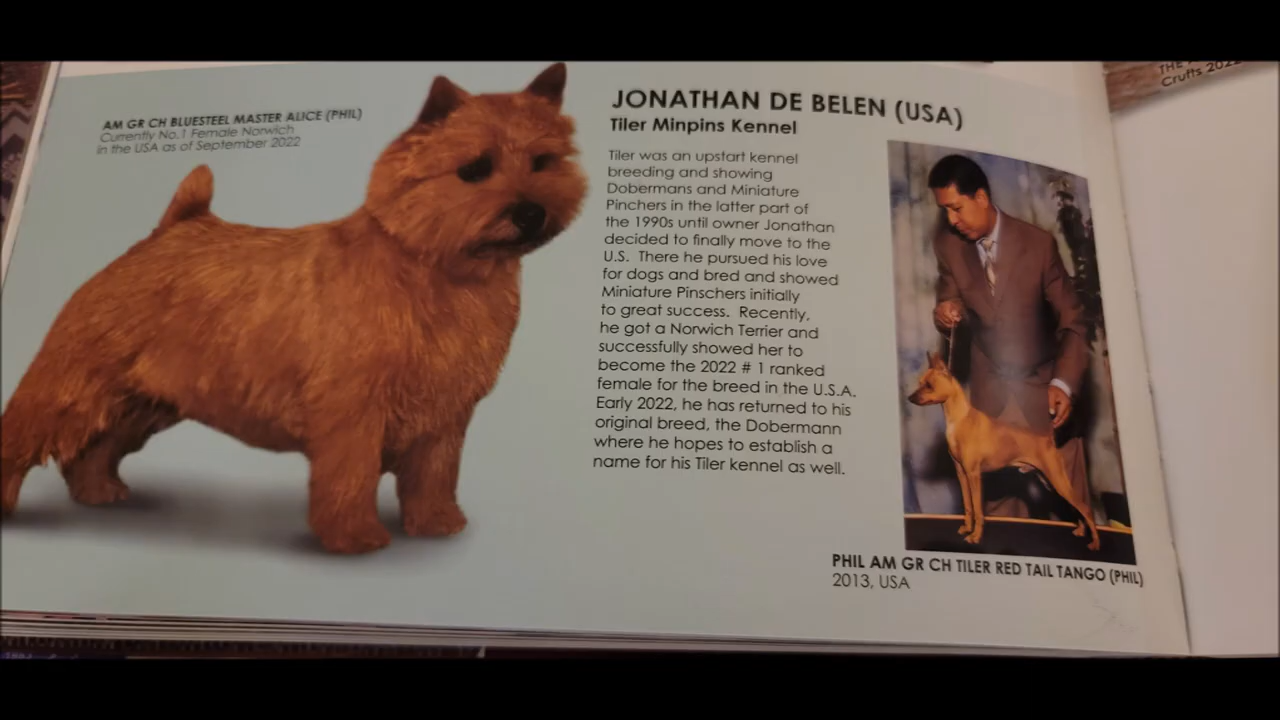 AM GR CH BLUESTEEL MASTER ALICE (PHIL)
Currently No.1 Female Norwich
in the USA as of September 2022
JONATHAN DE BELEN (USA)
Tiler Minpins Kennel
Tiler was an upstart kennel
breeding and showing
Dobermans and Miniature
Pinchers in the latter part of
the 1990s until owner Jonathan
decided to finally move to the
U.S. There he pursued his love
for dogs and bred and showed
Miniature Pinschers initially
to great success. Recently,
he got a Norwich Terrier and
successfully showed her to
become the 2022 # 1 ranked
female for the breed in the U.S.A.
Early 2022, he has returned to his
original breed, the Dobermann
where he hopes to establish a
name for his Tiler kennel as well.
PHIL AM GR CH TILER RED TAIL TANGO (PHIL)
2013, USA
THE
Crufts 2022